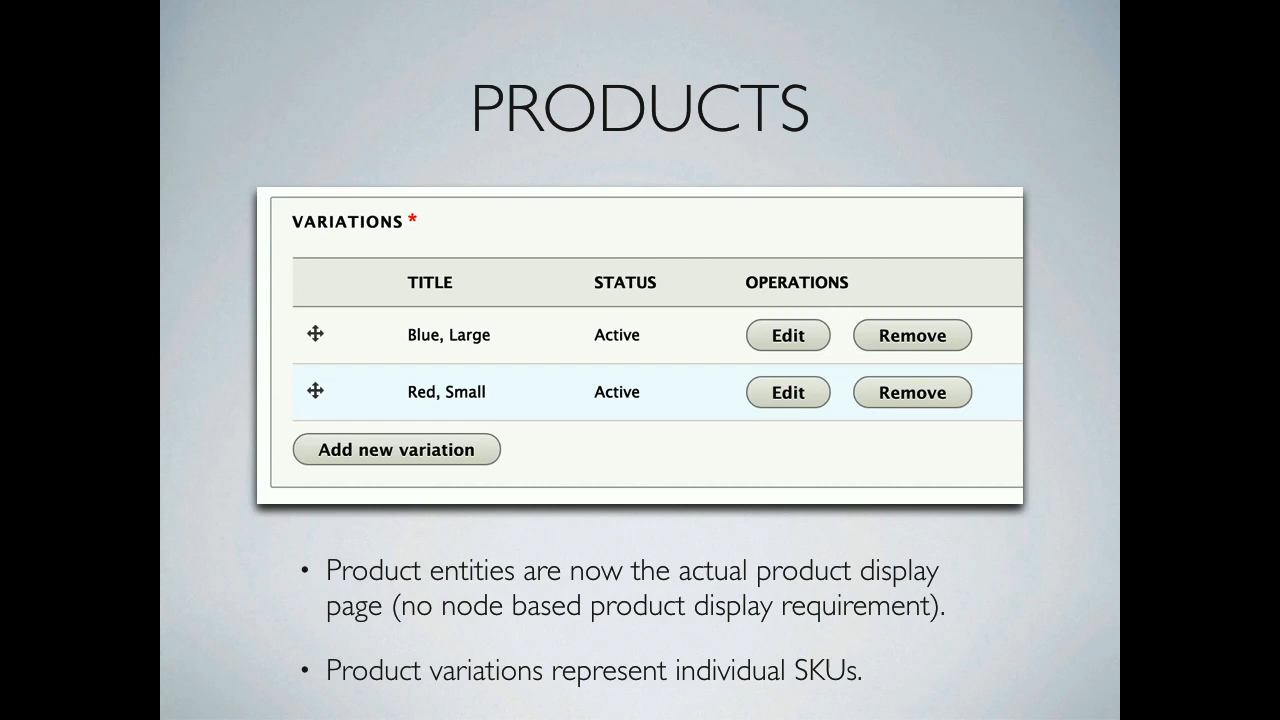 PRODUCTS
VARIATIONS *
TITLE STATUS OPERATIONS
Blue, Large Active Edit Remove
Red, Small Active Edit Remove
Add new variation
• Product entities are now the actual product display
page (no node based product display requirement).
• Product variations represent individual SKUs.